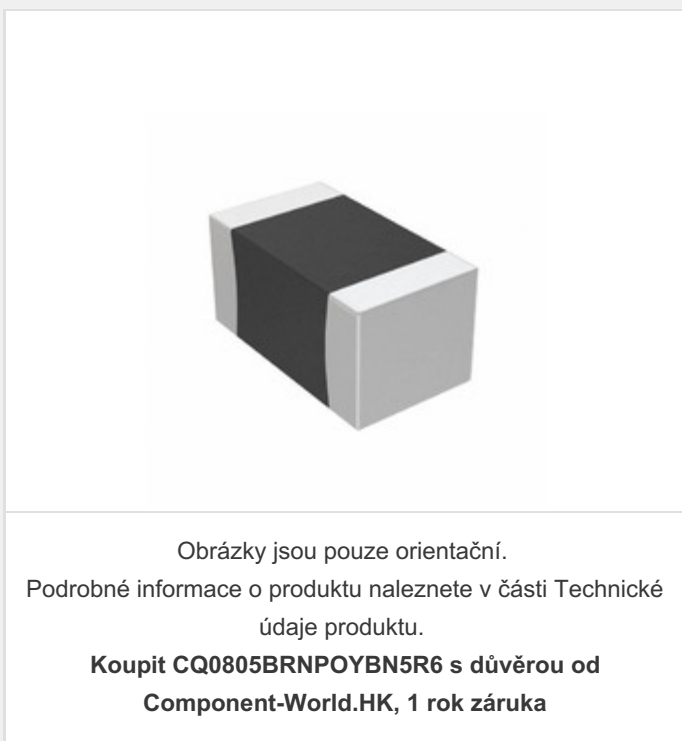 Obrázky jsou pouze orientační.
Podrobné informace o produktu naleznete v části Technické
údaje produktu.
Koupit CQ0805BRNPOYBN5R6 s důvěrou od
Component-World.HK, 1 rok záruka